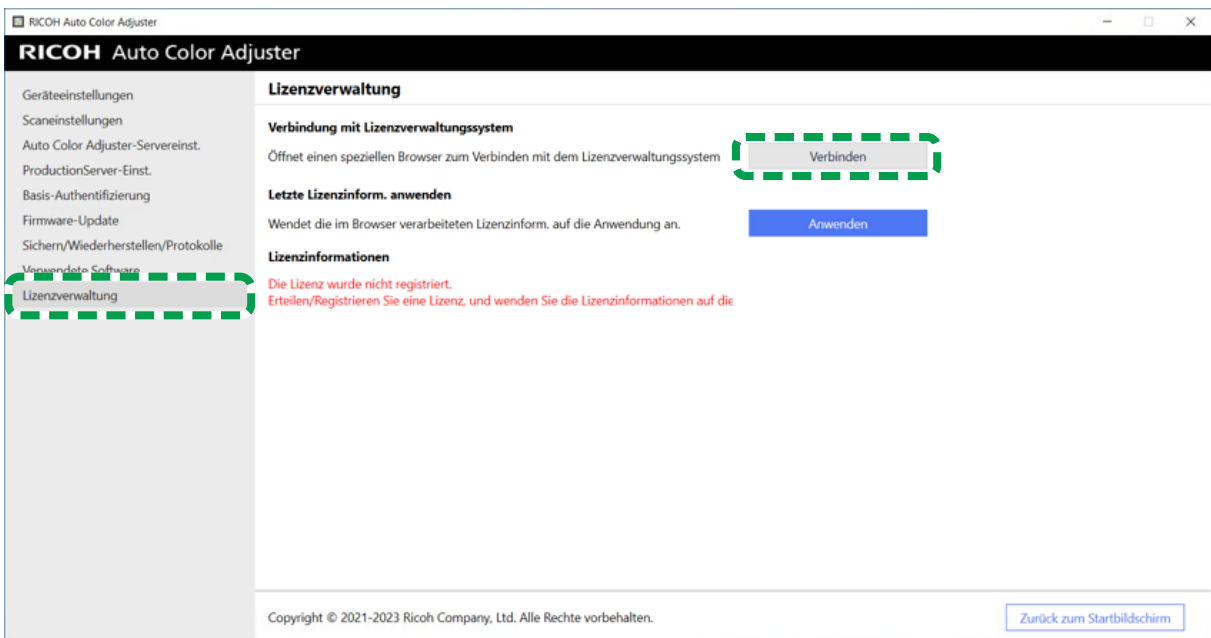 RICOH Auto Color Adjuster
RICOH Auto Color Adjuster
Geräteeinstellungen
Scaneinstellungen
Auto Color Adjuster-Servereinst.
ProductionServer-Einst.
Basis-Authentifizierung
Firmware-Update
Sichern/Wiederherstellen/Protokolle
Verwendete Software
Lizenzverwaltung
Lizenzverwaltung
Verbindung mit Lizenzverwaltungssystem
Öffnet einen speziellen Browser zum Verbinden mit dem Lizenzverwaltungssystem
Verbinden
Letzte Lizenzinform. anwenden
Wendet die im Browser verarbeiteten Lizenzinform. auf die Anwendung an.
Anwenden
Lizenzinformationen
Die Lizenz wurde nicht registriert.
Erteilen/Registrieren Sie eine Lizenz, und wenden Sie die Lizenzinformationen auf die
Copyright © 2021-2023 Ricoh Company, Ltd. Alle Rechte vorbehalten.
Zurück zum Startbildschirm